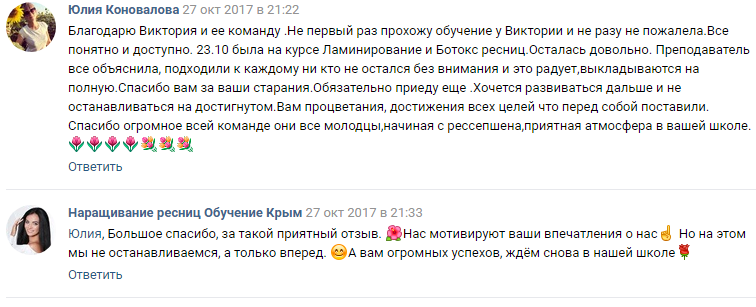 Юлия Коновалова 27 окт 2017 в 21:22
Благодарю Виктория и ее команду .Не первый раз прохожу обучение у Виктории и не разу не пожалела.Все
понятно и доступно. 23.10 была на курсе Ламинирование и Ботокс ресниц.Осталась довольно. Преподаватель
все объяснила, подходили к каждому ни кто не остался без внимания и это радует,выкладываются на
полную.Спасибо вам за ваши старания.Обязательно приеду еще .Хочется развиваться дальше и не
останавливаться на достигнутом.Вам процветания, достижения всех целей что перед собой поставили.
Спасибо огромное всей команде они все молодцы,начиная с рессепшена,приятная атмосфера в вашей школе.
🌷🌷🌷🌷💐💐💐
Ответить
Наращивание ресниц Обучение Крым 27 окт 2017 в 21:33
Юлия, Большое спасибо, за такой приятный отзыв. 🌺Нас мотивируют ваши впечатления о нас☝ Но на этом
мы не останавливаемся, а только вперед. 😊А вам огромных успехов, ждём снова в нашей школе🌹
Ответить